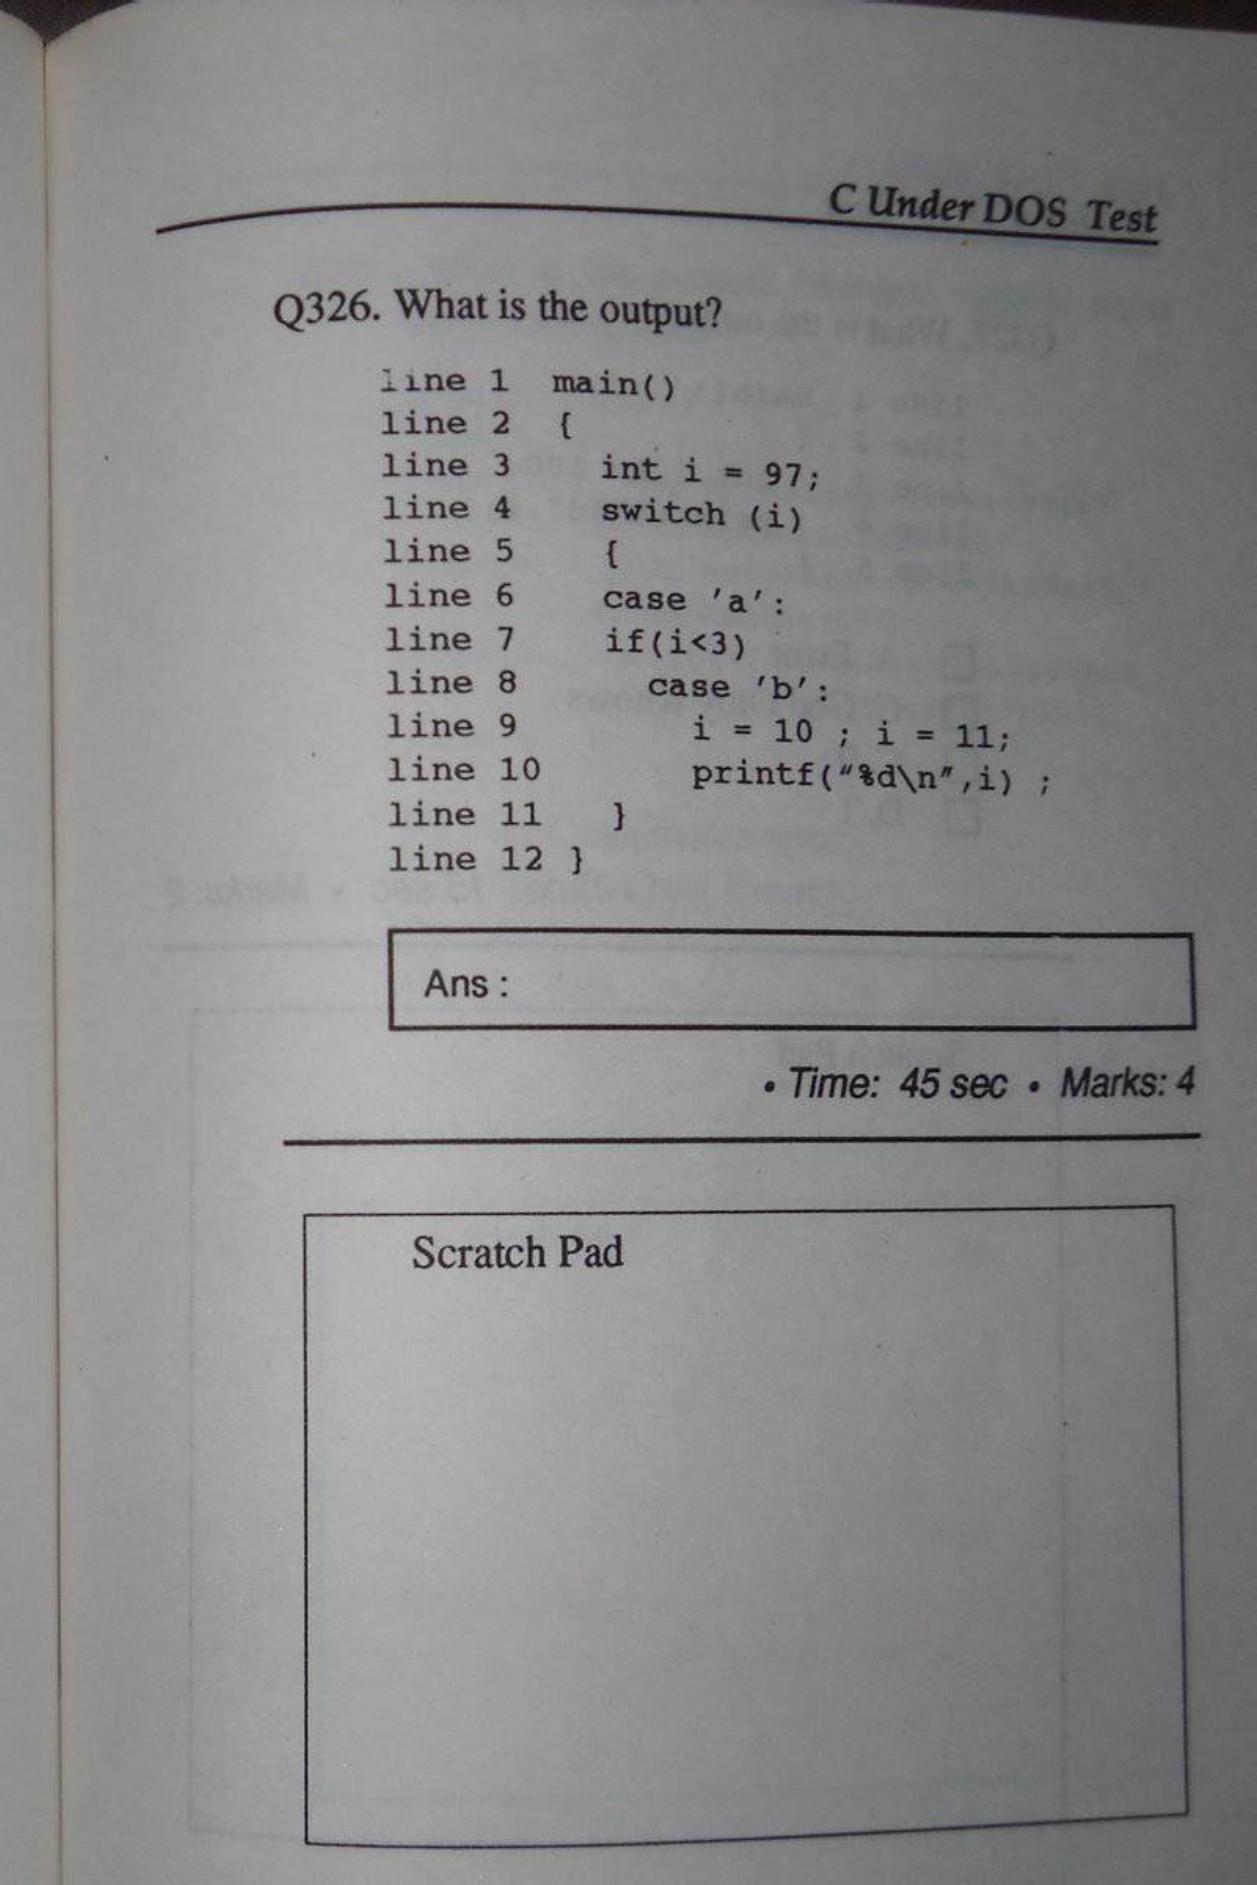 C Under DOS Test
Q326. What is the output?
line 1 main()
line 2 {
line 3 int i = 97;
line 4 switch (i)
line 5 {
line 6 case 'a':
line 7 if(i<3)
line 8 case 'b':
line 9 i = 10 ; i = 11;
line 10 printf("%d\n",i) ;
line 11 }
line 12 }
Ans :
• Time: 45 sec • Marks: 4
Scratch Pad